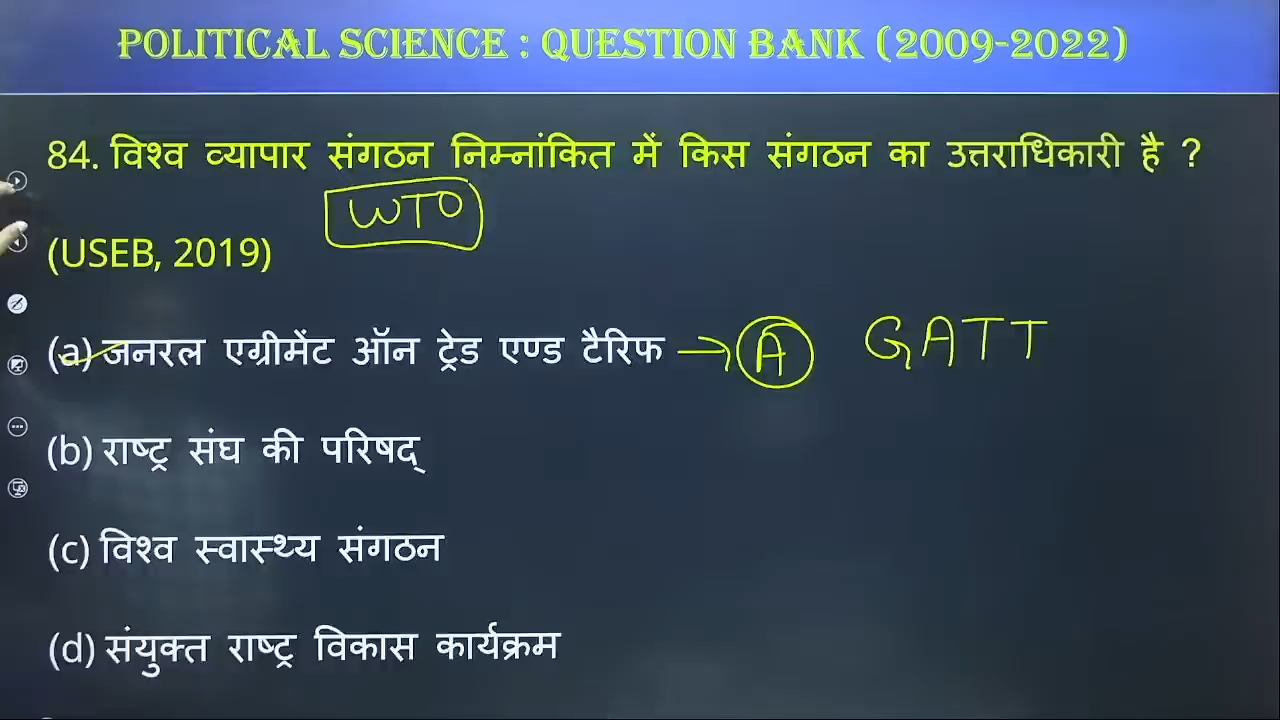 POLITICAL SCIENCE : QUESTION BANK (2009-2022)
84. विश्व व्यापार संगठन निम्नांकित में किस संगठन का उत्तराधिकारी है ?
WTO
(USEB, 2019)
(a) जनरल एग्रीमेंट ऑन ट्रेड एण्ड टैरिफ → A GATT
(b) राष्ट्र संघ की परिषद्
(c) विश्व स्वास्थ्य संगठन
(d) संयुक्त राष्ट्र विकास कार्यक्रम